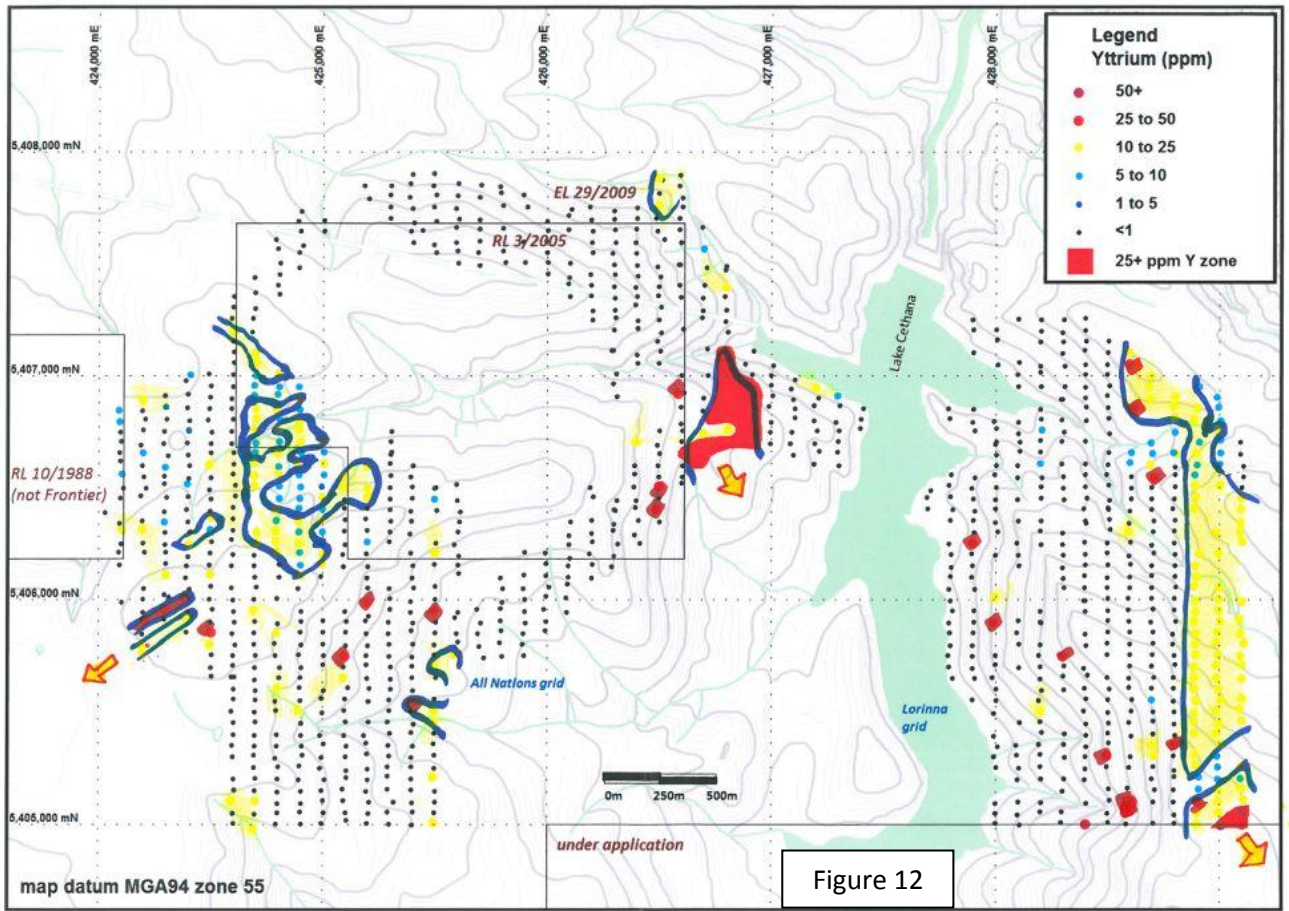 424,000 mE
425,000 mE
426,000 mE
427,000 mE
428,000 mE
Legend
Yttrium (ppm)
50+
25 to 50
10 to 25
5 to 10
1 to 5
<1
25+ ppm Y zone
5,408,000 mN
EL 29/2009
RL 3/2005
Lake Cethana
5,407,000 mN
RL 10/1988
(not Frontier)
5,406,000 mN
All Nations grid
Lorinna
grid
0m 250m 500m
5,405,000 mN
under application
map datum MGA94 zone 55
Figure 12